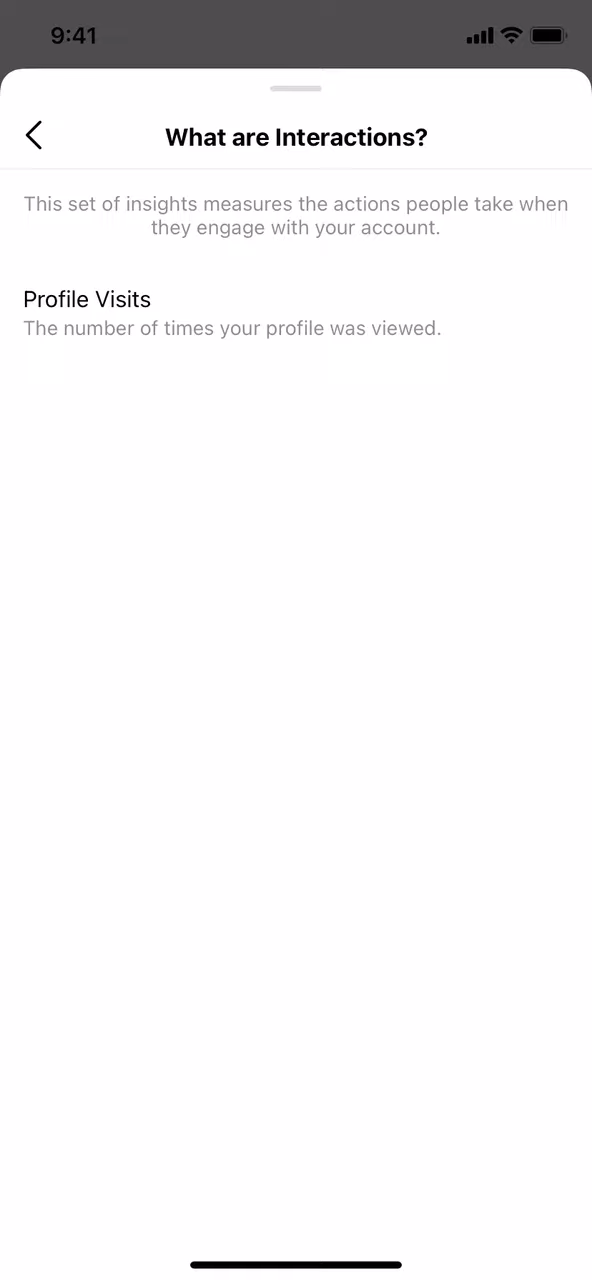 9:41
What are Interactions?
This set of insights measures the actions people take when
they engage with your account.
Profile Visits
The number of times your profile was viewed.